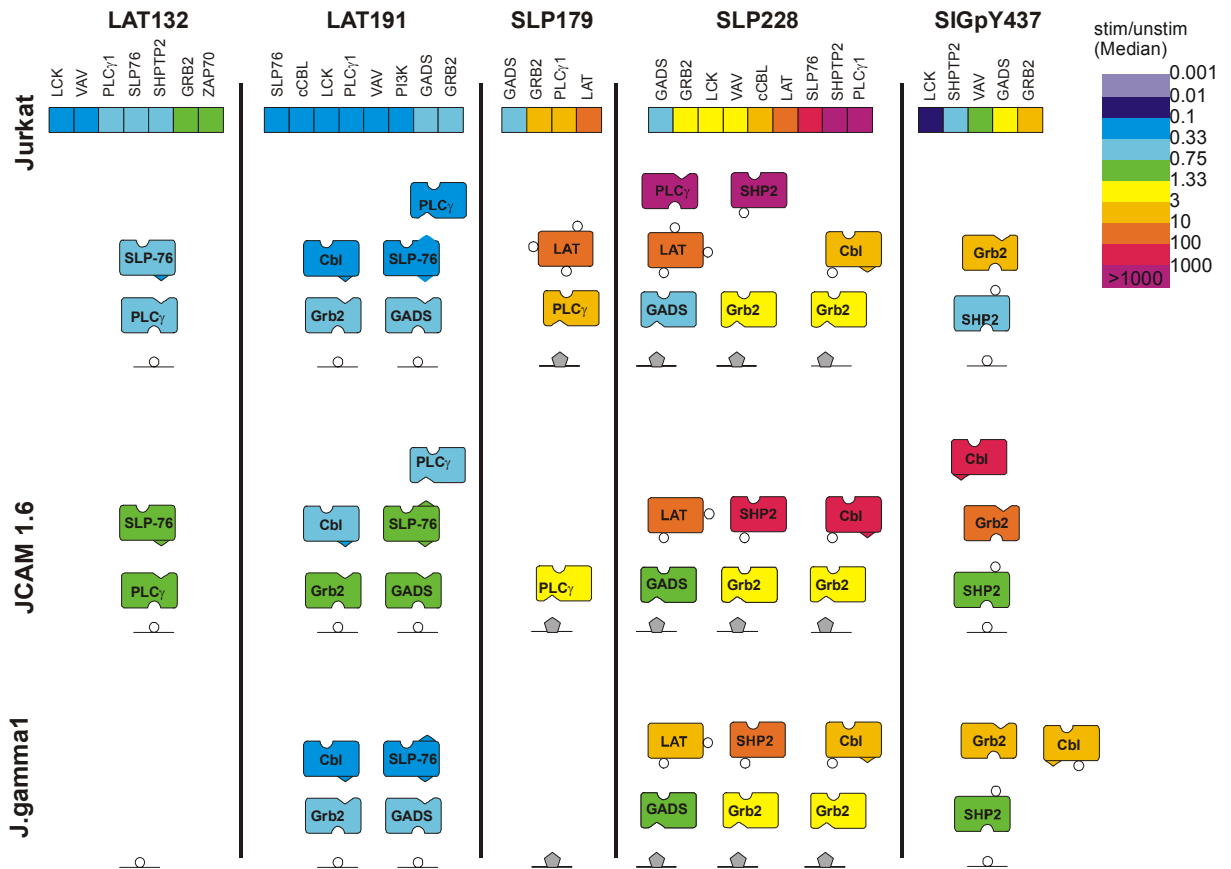 LAT132 LAT191 SLP179 SLP228 SIGpY437
stim/unstim
(Median)
LCK VAV PLCγ1 SLP76 SHPTP2 GRB2 ZAP70
SLP76 cCBL LCK PLCγ1 VAV PI3K GADS GRB2
GADS GRB2 PLCγ1 LAT
GADS GRB2 LCK VAV cCBL LAT SLP76 SHPTP2 PLCγ1
LCK SHPTP2 VAV GADS GRB2
0.001
0.01
0.1
0.33
0.75
1.33
3
10
100
1000
>1000
Jurkat
PLCγ PLCγ SHP2
SLP-76 Cbl SLP-76 LAT LAT Cbl Grb2
PLCγ Grb2 GADS PLCγ GADS Grb2 Grb2 SHP2
JCAM 1.6
PLCγ Cbl
SLP-76 Cbl SLP-76 LAT SHP2 Cbl Grb2
PLCγ Grb2 GADS PLCγ GADS Grb2 Grb2 SHP2
J.gamma1
Cbl SLP-76 LAT SHP2 Cbl Grb2 Cbl
Grb2 GADS GADS Grb2 Grb2 SHP2